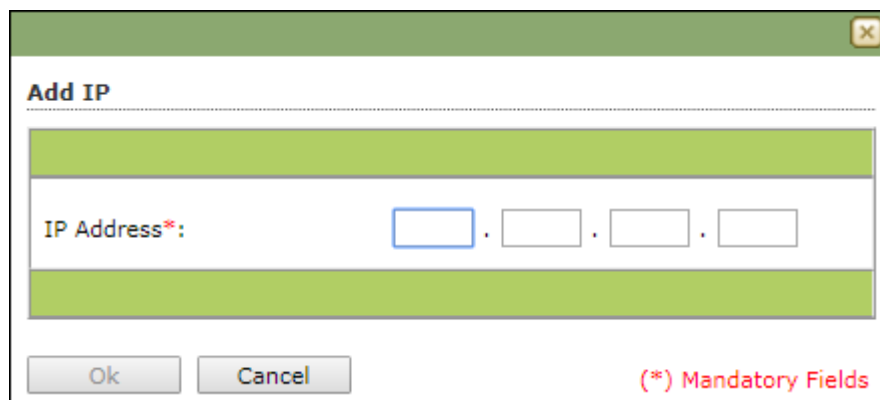 Add IP
IP Address*: . . .
Ok Cancel (*) Mandatory Fields